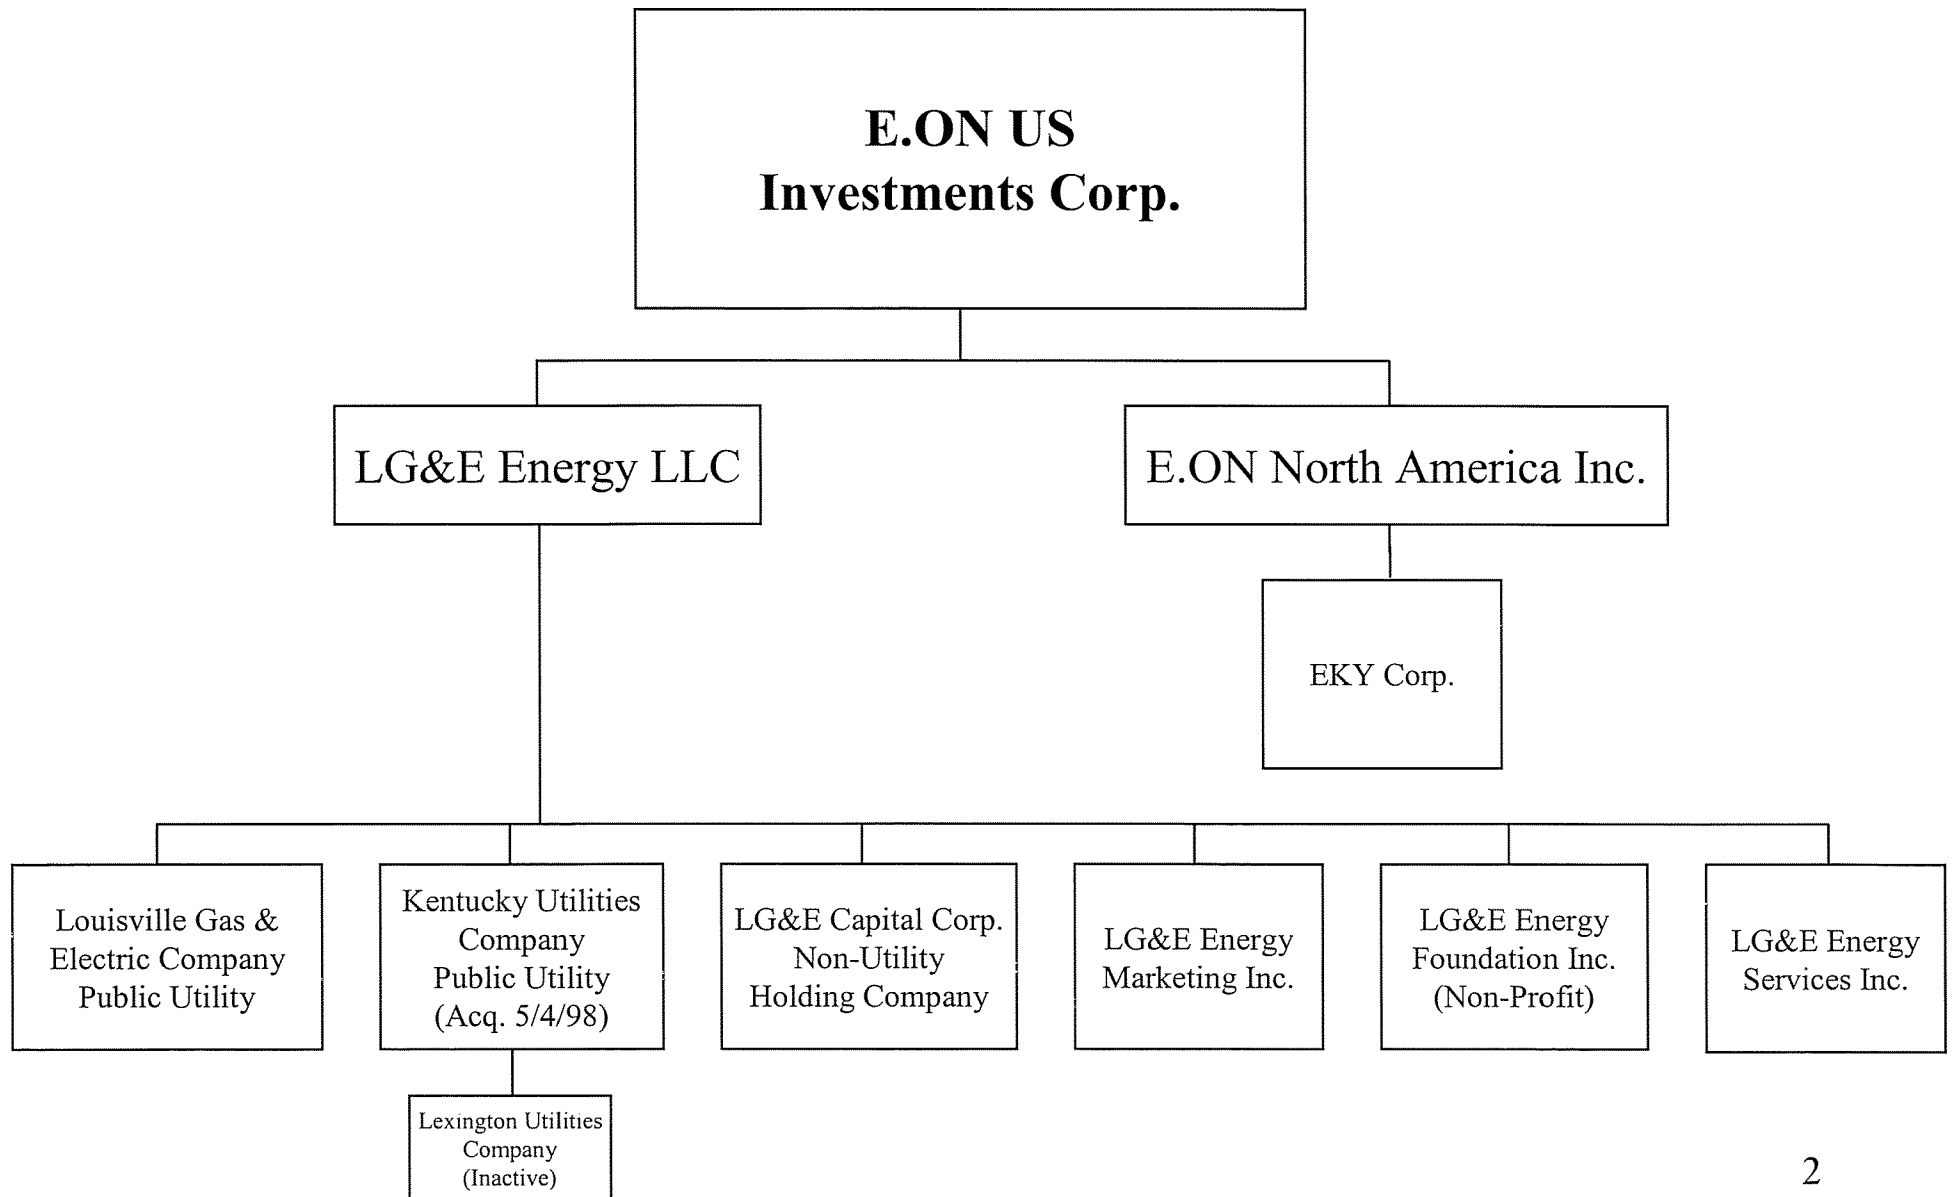 E.ON US
Investments Corp.
LG&E Energy LLC
E.ON North America Inc.
EKY Corp.
Louisville Gas &
Electric Company
Public Utility
Kentucky Utilities
Company
Public Utility
(Acq. 5/4/98)
LG&E Capital Corp.
Non-Utility
Holding Company
LG&E Energy
Marketing Inc.
LG&E Energy
Foundation Inc.
(Non-Profit)
LG&E Energy
Services Inc.
Lexington Utilities
Company
(Inactive)
2